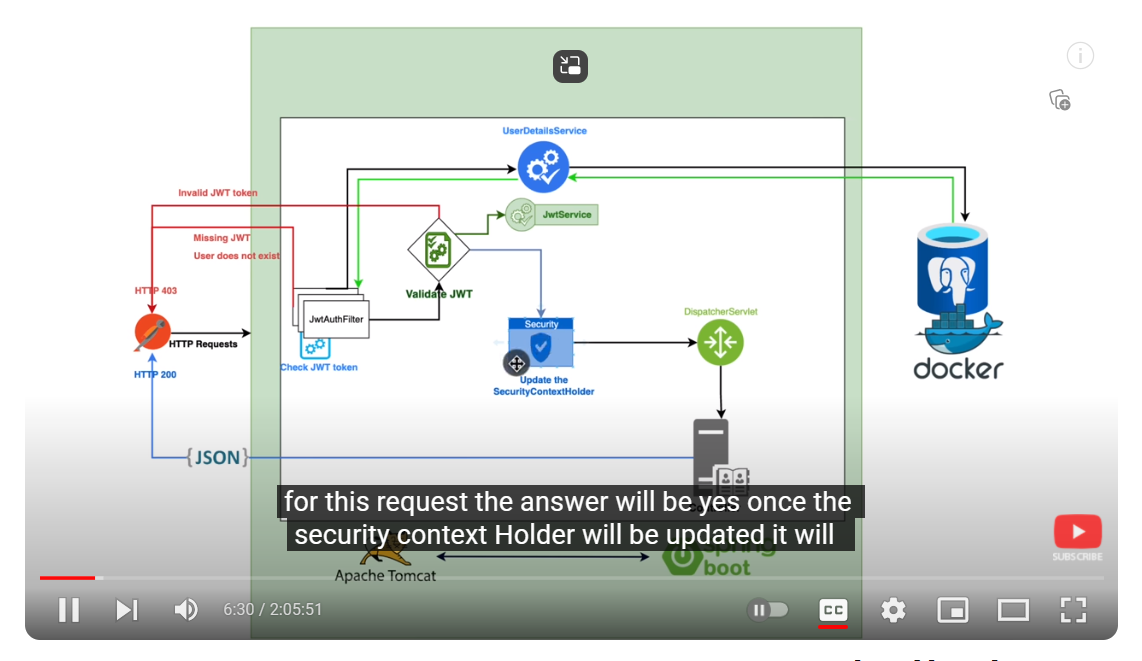 UserDetailsService
Invalid JWT token
JwtService
Missing JWT
User does not exist
Validate JWT
HTTP 403
JwtAuthFilter
DispatcherServlet
Security
HTTP Requests
Check JWT token
HTTP 200
Update the
SecurityContextHolder
docker
{JSON}
for this request the answer will be yes once the
security context Holder will be updated it will
spring
boot
Apache Tomcat
SUBSCRIBE
6:30 / 2:05:51
CC